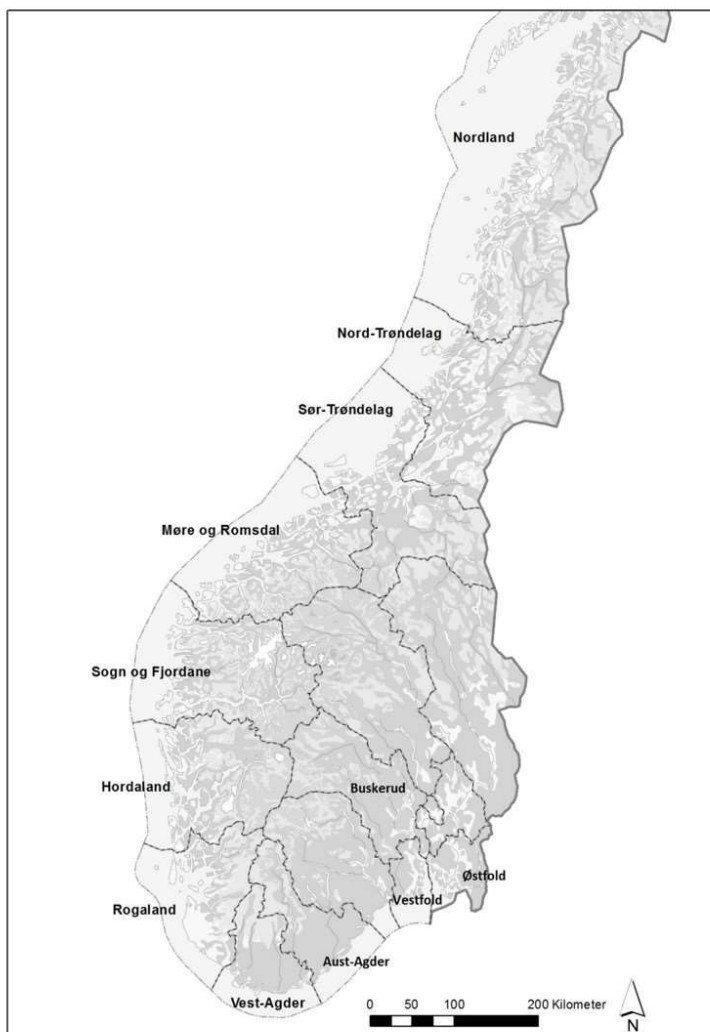 Nordland
Nord-Trøndelag
Sør-Trøndelag
Møre og Romsdal
Sogn og Fjordane
Hordaland
Buskerud
Østfold
Vestfold
Rogaland
Aust-Agder
Vest-Agder
0 50 100 200 Kilometer
N